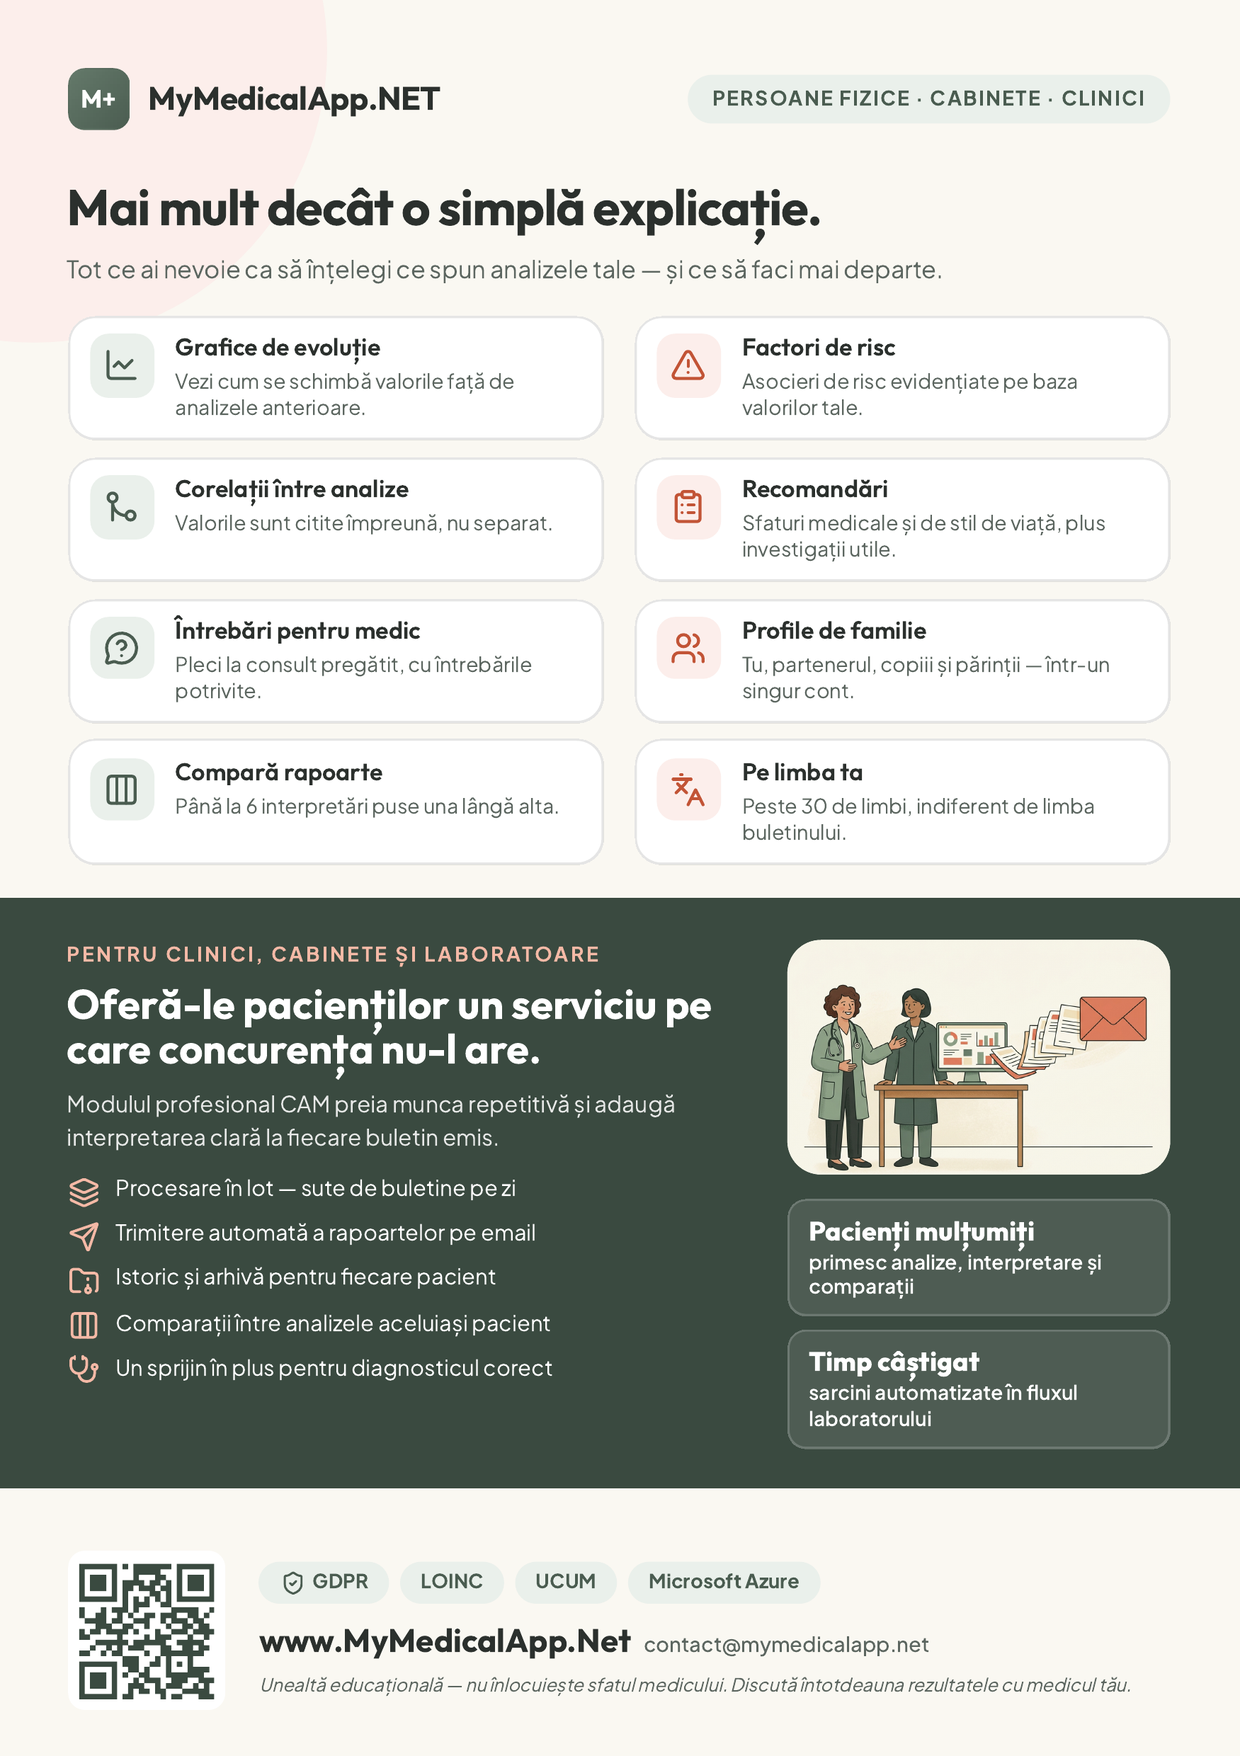 M+
MyMedicalApp.NET
PERSOANE FIZICE · CABINETE · CLINICI
Mai mult decât o simplă explicație.
Tot ce ai nevoie ca să înțelegi ce spun analizele tale — și ce să faci mai departe.
Grafice de evoluție
Vezi cum se schimbă valorile față de
analizele anterioare.
Factori de risc
Asocieri de risc evidențiate pe baza
valorilor tale.
Corelații între analize
Valorile sunt citite împreună, nu separat.
Recomandări
Sfaturi medicale și de stil de viață, plus
investigații utile.
Întrebări pentru medic
Pleci la consult pregătit, cu întrebările
potrivite.
Profile de familie
Tu, partenerul, copiii și părinții — într-un
singur cont.
Compară rapoarte
Până la 6 interpretări puse una lângă alta.
Pe limba ta
Peste 30 de limbi, indiferent de limba
buletinului.
PENTRU CLINICI, CABINETE ȘI LABORATOARE
Oferă-le pacienților un serviciu pe
care concurența nu-l are.
Modulul profesional CAM preia munca repetitivă și adaugă
interpretarea clară la fiecare buletin emis.
Procesare în lot — sute de buletine pe zi
Trimitere automată a rapoartelor pe email
Istoric și arhivă pentru fiecare pacient
Comparații între analizele aceluiași pacient
Un sprijin în plus pentru diagnosticul corect
Pacienți mulțumiți
primesc analize, interpretare și
comparații
Timp câștigat
sarcini automatizate în fluxul
laboratorului
GDPR
LOINC
UCUM
Microsoft Azure
www.MyMedicalApp.Net contact@mymedicalapp.net
Unealtă educațională — nu înlocuiește sfatul medicului. Discută întotdeauna rezultatele cu medicul tău.